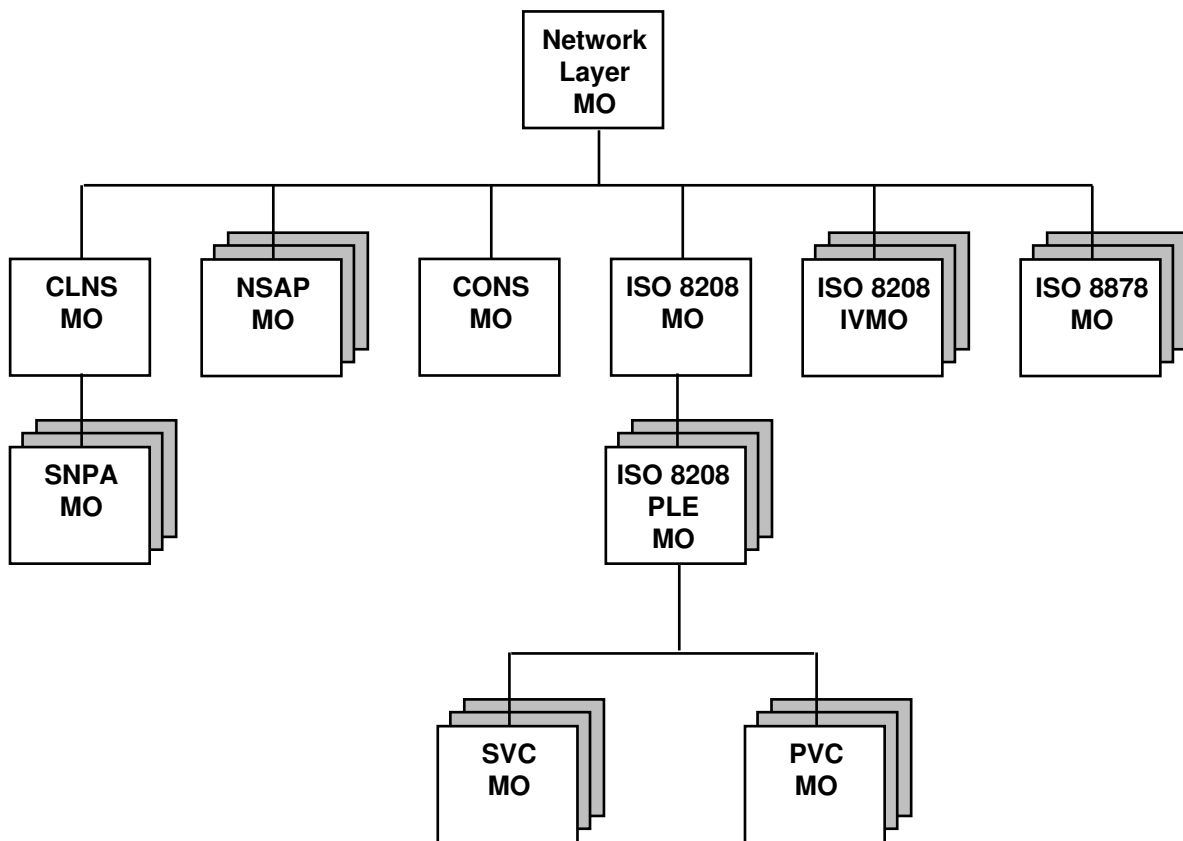 Network
Layer
MO
CLNS
MO
NSAP
MO
CONS
MO
ISO 8208
MO
ISO 8208
IVMO
ISO 8878
MO
SNPA
MO
ISO 8208
PLE
MO
SVC
MO
PVC
MO